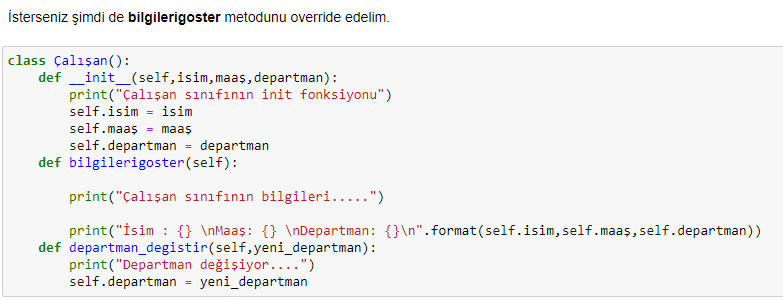 İsterseniz şimdi de bilgilerigoster metodunu override edelim.
class Çalışan():
    def __init__(self,isim,maaş,departman):
        print("Çalışan sınıfının init fonksiyonu")
        self.isim = isim
        self.maaş = maaş
        self.departman = departman
    def bilgilerigoster(self):
        print("Çalışan sınıfının bilgileri.....")
        print("İsim : {} \nMaaş: {} \nDepartman: {}\n".format(self.isim,self.maaş,self.departman))
    def departman_degistir(self,yeni_departman):
        print("Departman değişiyor....")
        self.departman = yeni_departman